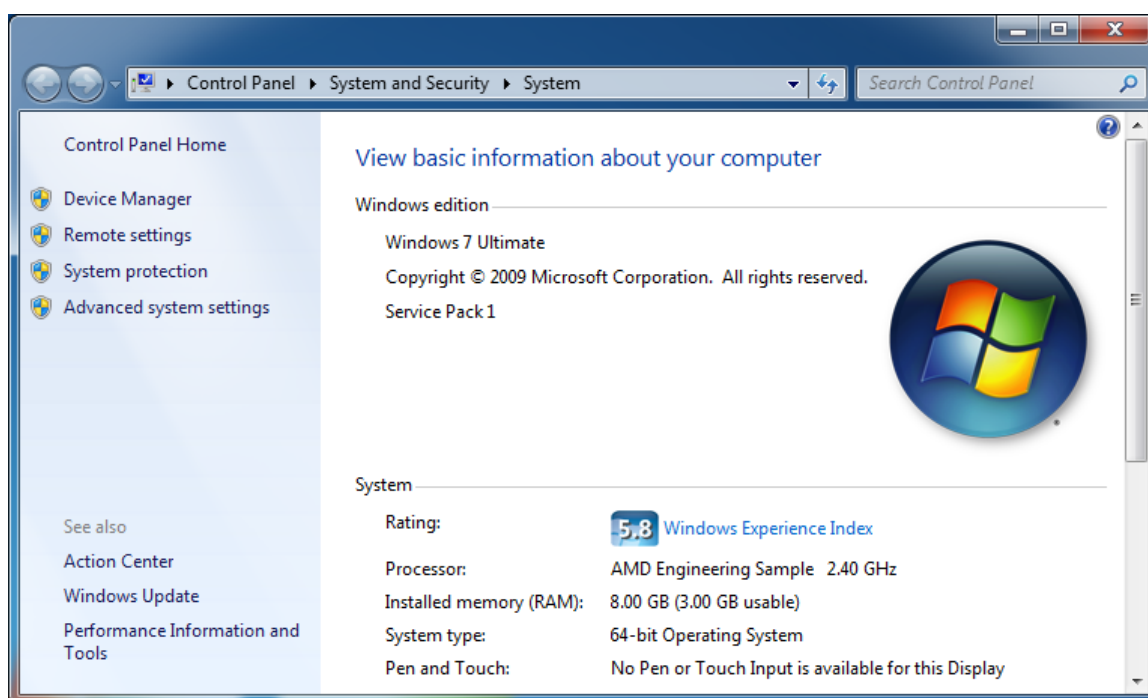 Control Panel ▸ System and Security ▸ System
Search Control Panel
Control Panel Home
Device Manager
Remote settings
System protection
Advanced system settings
See also
Action Center
Windows Update
Performance Information and
Tools
View basic information about your computer
Windows edition
Windows 7 Ultimate
Copyright © 2009 Microsoft Corporation.  All rights reserved.
Service Pack 1
System
Rating:
5.8 Windows Experience Index
Processor:
AMD Engineering Sample   2.40 GHz
Installed memory (RAM):
8.00 GB (3.00 GB usable)
System type:
64-bit Operating System
Pen and Touch:
No Pen or Touch Input is available for this Display